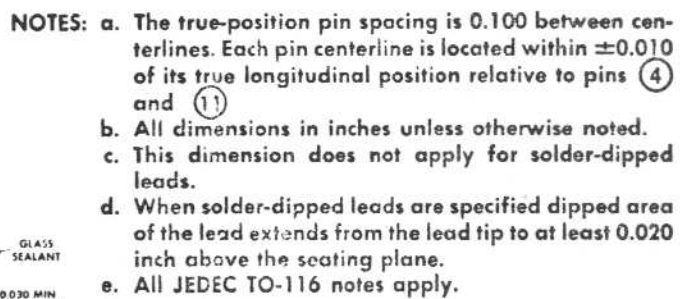 NOTES: a. The true-position pin spacing is 0.100 between cen-
terlines. Each pin centerline is located within ±0.010
of its true longitudinal position relative to pins ④
and ⑪
b. All dimensions in inches unless otherwise noted.
c. This dimension does not apply for solder-dipped
leads.
d. When solder-dipped leads are specified dipped area
of the lead extends from the lead tip to at least 0.020
inch above the seating plane.
e. All JEDEC TO-116 notes apply.
GLASS
SEALANT
0.030 MIN